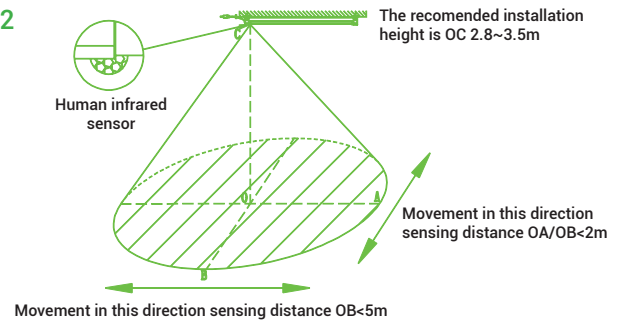 2
The recomended installation
height is OC 2.8~3.5m
C
Human infrared
sensor
O
A
Movement in this direction
sensing distance OA/OB<2m
B
Movement in this direction sensing distance OB<5m